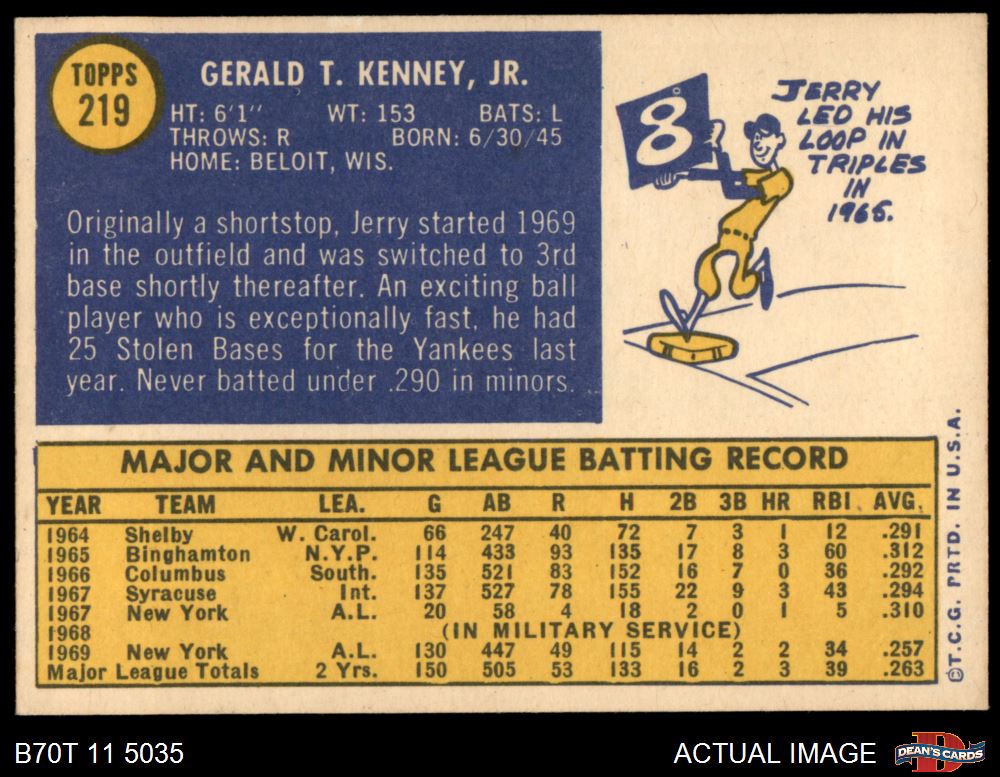 TOPPS
219
GERALD T. KENNEY, JR.
HT: 6'1" WT: 153 BATS: L
THROWS: R BORN: 6/30/45
HOME: BELOIT, WIS.
Originally a shortstop, Jerry started 1969
in the outfield and was switched to 3rd
base shortly thereafter. An exciting ball
player who is exceptionally fast, he had
25 Stolen Bases for the Yankees last
year. Never batted under .290 in minors.
8
JERRY
LED HIS
LOOP IN
TRIPLES
IN
1965.
MAJOR AND MINOR LEAGUE BATTING RECORD
YEAR TEAM LEA. G AB R H 2B 3B HR RBI AVG.
1964 Shelby W. Carol. 66 247 40 72 7 3 1 12 .291
1965 Binghamton N.Y.P. 114 433 93 135 17 8 3 60 .312
1966 Columbus South. 135 521 83 152 16 7 0 36 .292
1967 Syracuse Int. 137 527 78 155 22 9 3 43 .294
1967 New York A.L. 20 58 4 18 2 0 1 5 .310
1968 (IN MILITARY SERVICE)
1969 New York A.L. 130 447 49 115 14 2 2 34 .257
Major League Totals 2 Yrs. 150 505 53 133 16 2 3 39 .263
©T.C.G. PRTD. IN U.S.A.
B70T 11 5035
ACTUAL IMAGE
D
DEAN'S CARDS